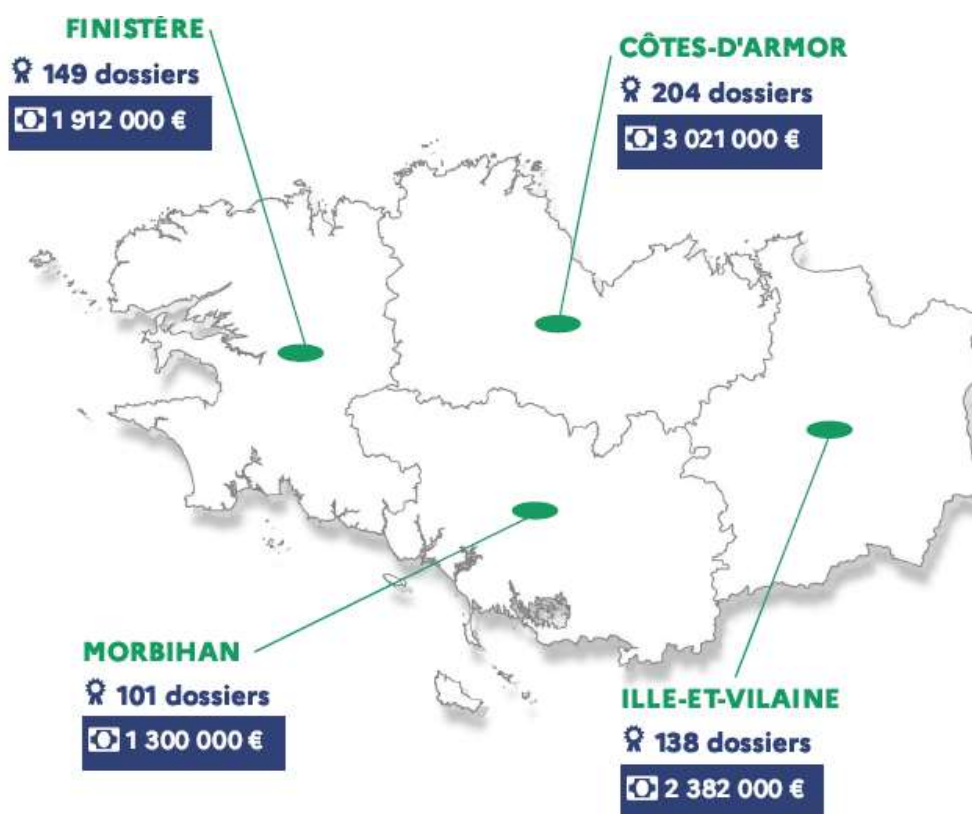 FINISTÈRE
149 dossiers
1 912 000 €
CÔTES-D'ARMOR
204 dossiers
3 021 000 €
MORBIHAN
101 dossiers
1 300 000 €
ILLE-ET-VILAINE
138 dossiers
2 382 000 €